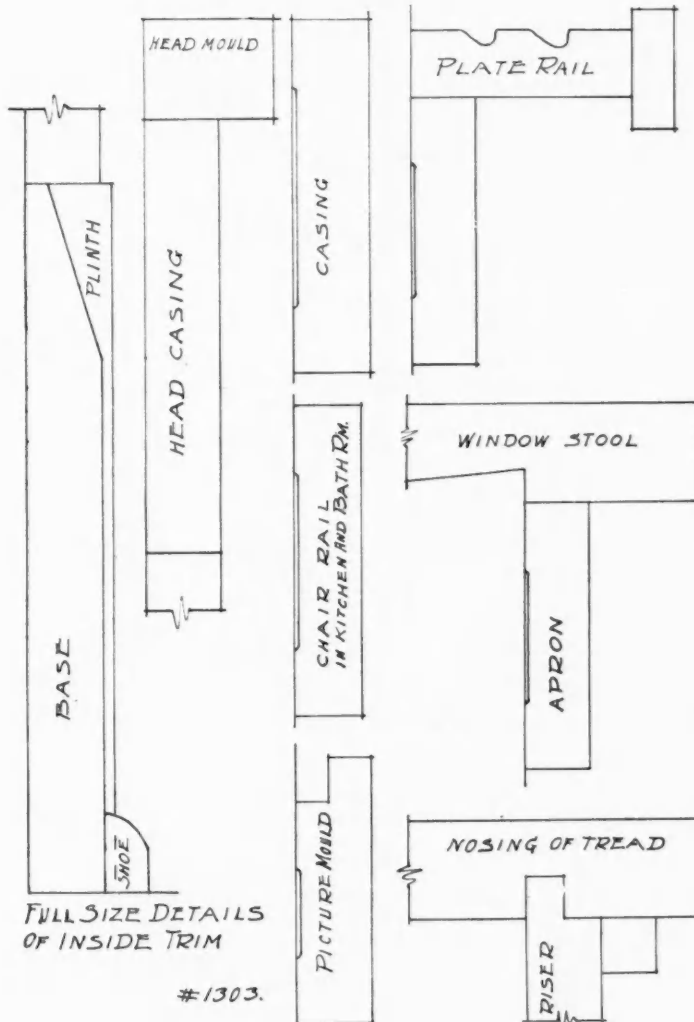 HEAD MOULD
PLATE RAIL
PLINTH
CASING
HEAD CASING
WINDOW STOOL
CHAIR RAIL
IN KITCHEN AND BATH RM.
BASE
APRON
SHOE
PICTURE MOULD
NOSING OF TREAD
RISER
FULL SIZE DETAILS
OF INSIDE TRIM
#1303.